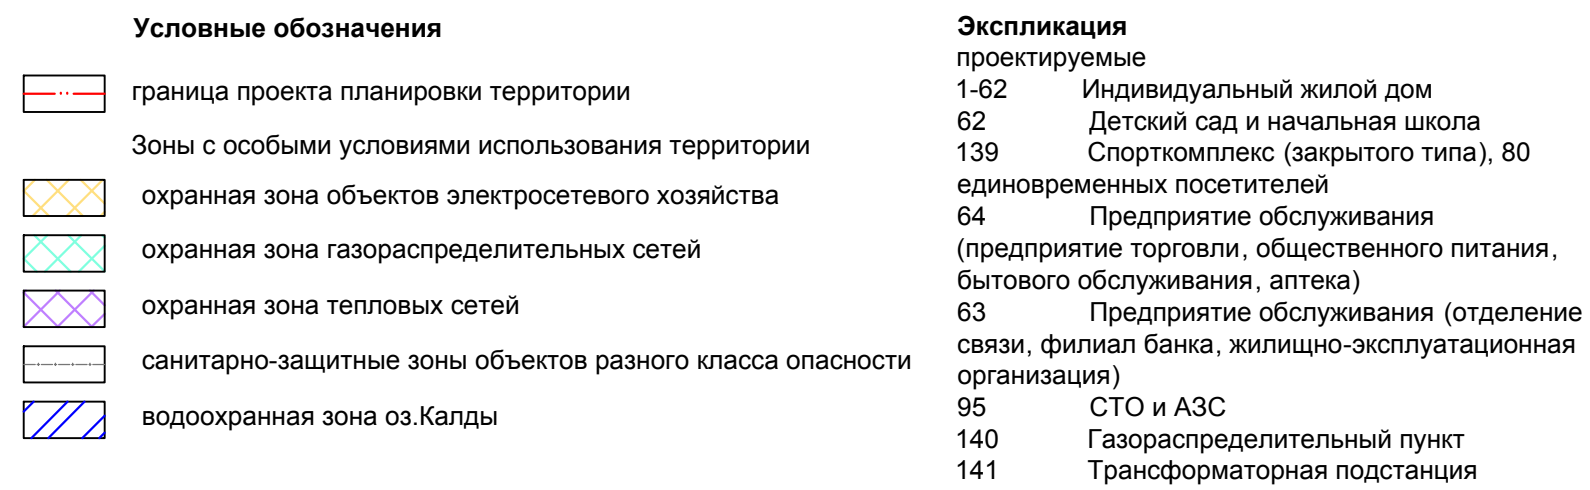 Условные обозначения
граница проекта планировки территории
Зоны с особыми условиями использования территории
охранная зона объектов электросетевого хозяйства
охранная зона газораспределительных сетей
охранная зона тепловых сетей
санитарно-защитные зоны объектов разного класса опасности
водоохранная зона оз.Калды
Экспликация
проектируемые
1-62 Индивидуальный жилой дом
62 Детский сад и начальная школа
139 Спорткомплекс (закрытого типа), 80
единовременных посетителей
64 Предприятие обслуживания
(предприятие торговли, общественного питания,
бытового обслуживания, аптека)
63 Предприятие обслуживания (отделение
связи, филиал банка, жилищно-эксплуатационная
организация)
95 СТО и АЗС
140 Газораспределительный пункт
141 Трансформаторная подстанция